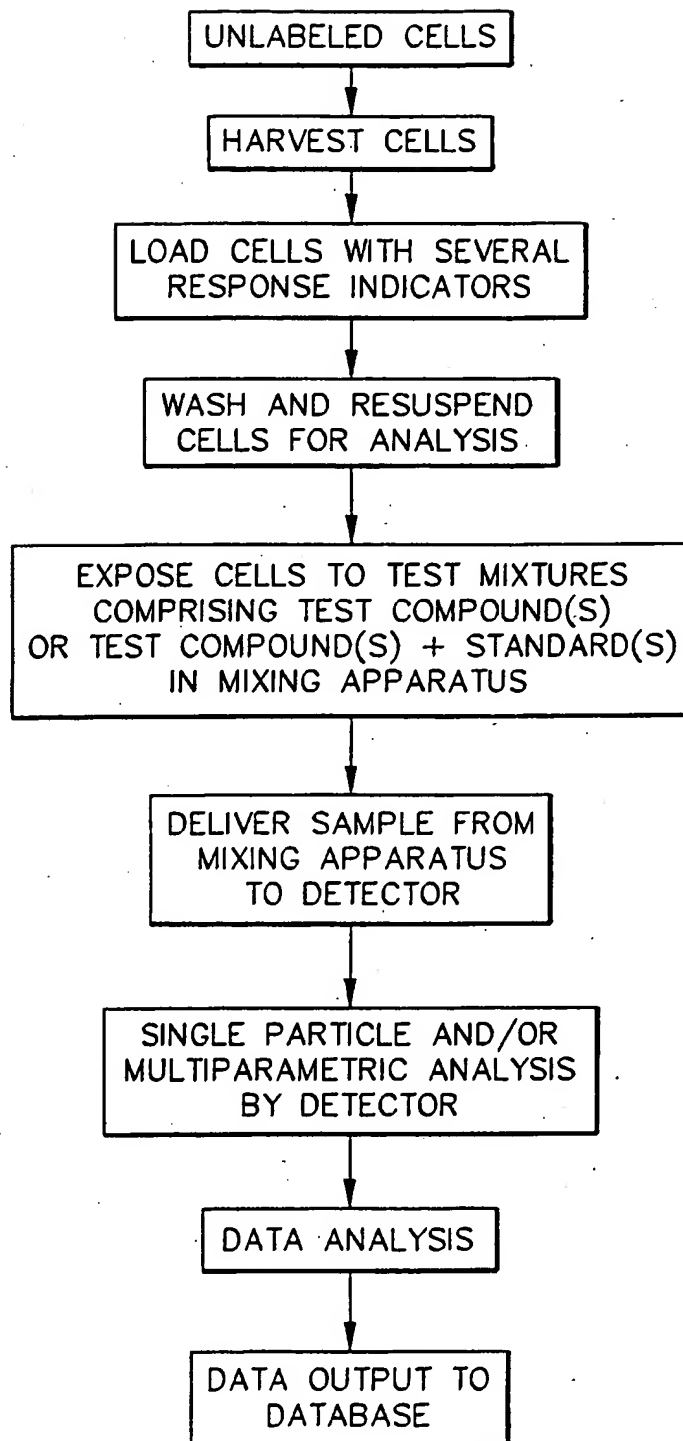 UNLABELED CELLS
HARVEST CELLS
LOAD CELLS WITH SEVERAL
RESPONSE INDICATORS
WASH AND RESUSPEND
CELLS FOR ANALYSIS
EXPOSE CELLS TO TEST MIXTURES
COMPRISING TEST COMPOUND(S)
OR TEST COMPOUND(S) + STANDARD(S)
IN MIXING APPARATUS
DELIVER SAMPLE FROM
MIXING APPARATUS
TO DETECTOR
SINGLE PARTICLE AND/OR
MULTIPARAMETRIC ANALYSIS
BY DETECTOR
DATA ANALYSIS
DATA OUTPUT TO
DATABASE